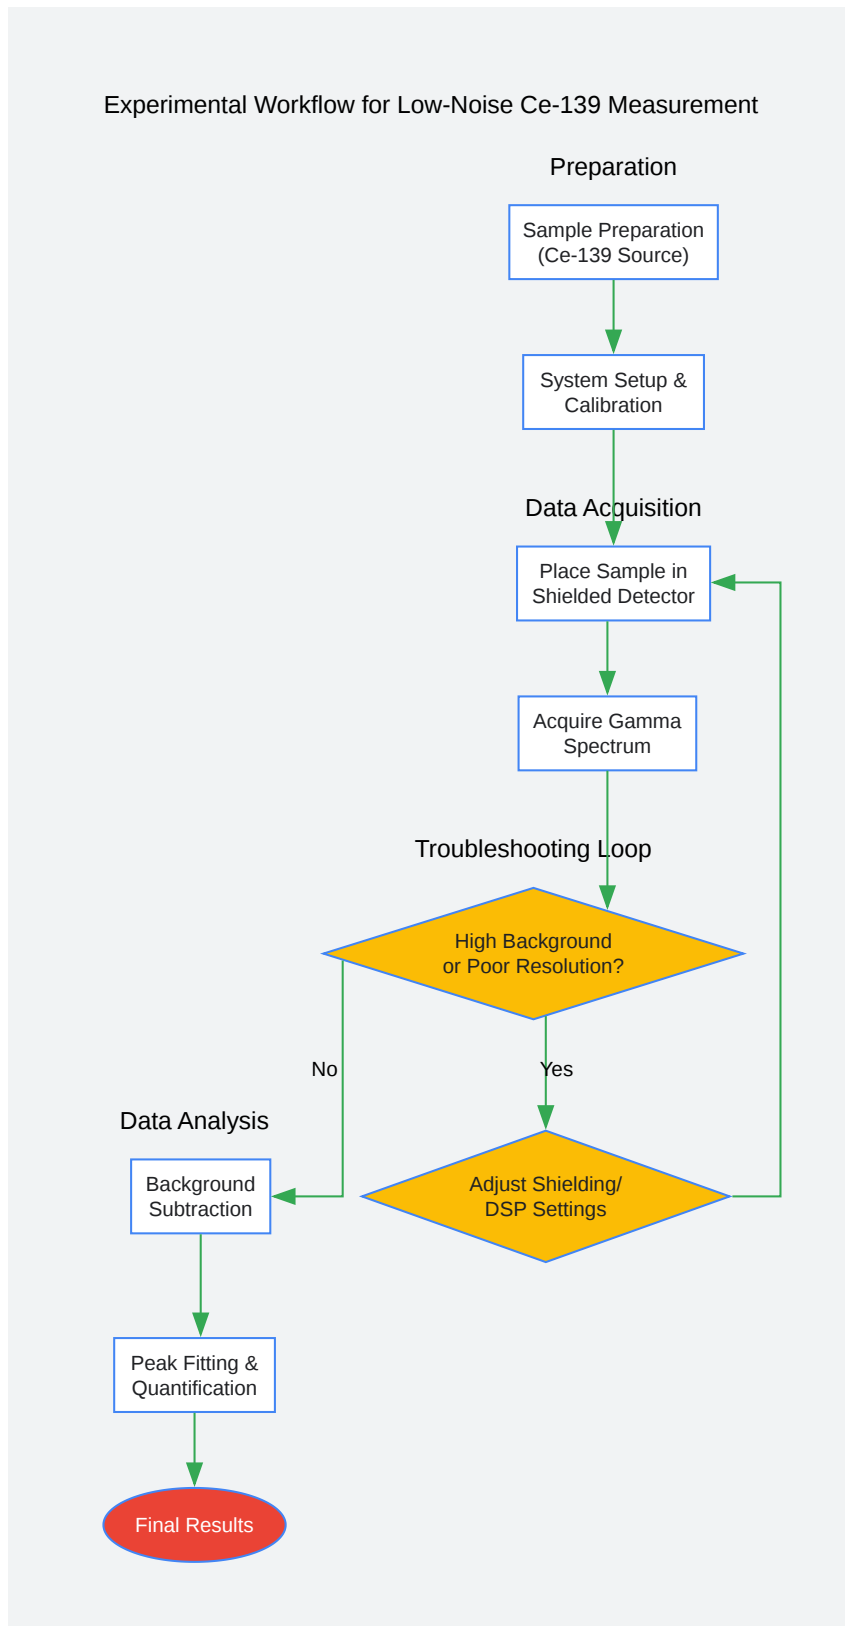 Experimental Workflow for Low-Noise Ce-139 Measurement
Preparation
Sample Preparation
(Ce-139 Source)
System Setup &
Calibration
Data Acquisition
Place Sample in
Shielded Detector
Acquire Gamma
Spectrum
Troubleshooting Loop
High Background
or Poor Resolution?
No
Yes
Adjust Shielding/
DSP Settings
Data Analysis
Background
Subtraction
Peak Fitting &
Quantification
Final Results